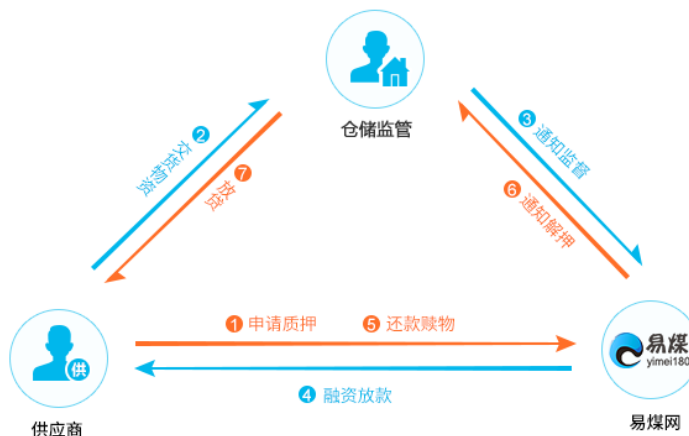 仓储监管
② 交货物资
③ 通知监督
⑦ 放贷
⑥ 通知解押
① 申请质押
⑤ 还款赎物
④ 融资放款
供
供应商
易煤
yimei180
易煤网